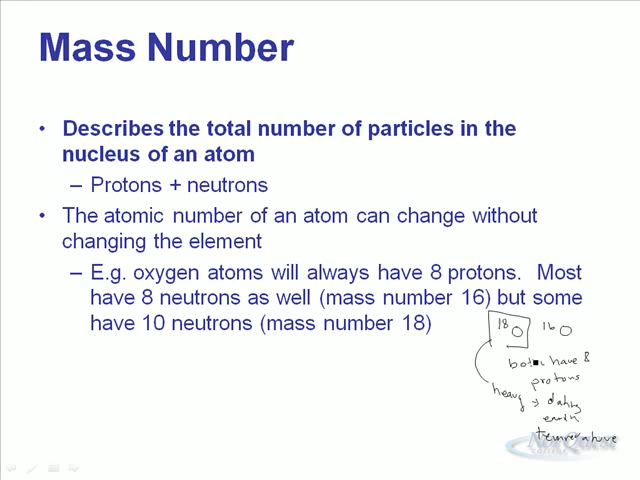 Mass Number
• Describes the total number of particles in the
nucleus of an atom
– Protons + neutrons
• The atomic number of an atom can change without
changing the element
– E.g. oxygen atoms will always have 8 protons. Most
have 8 neutrons as well (mass number 16) but some
have 10 neutrons (mass number 18)
18 O 16 O
both have 8
protons
heavy → dating
earth
temperature